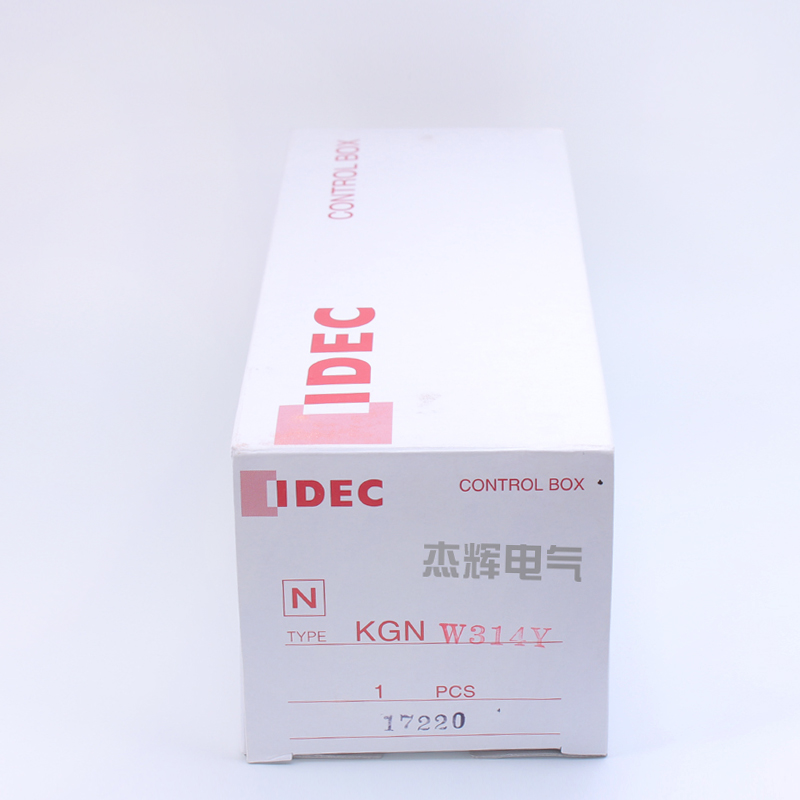 CONTROL BOX
IDEC
IDEC
CONTROL BOX
杰辉电气
N
TYPE KGN W314Y
1 PCS
17220